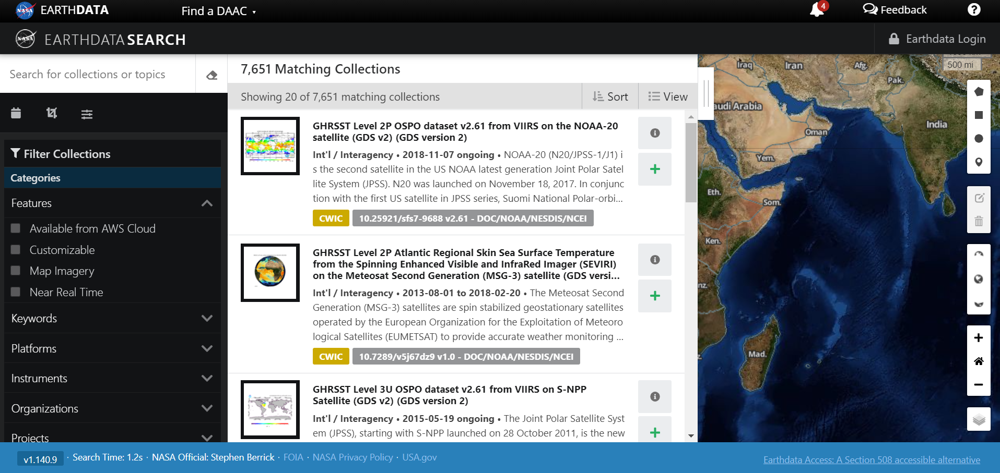 NASA EARTHDATA
Find a DAAC
4
Feedback
?
NASA EARTHDATA SEARCH
Earthdata Login
Search for collections or topics
Filter Collections
Categories
Features
Available from AWS Cloud
Customizable
Map Imagery
Near Real Time
Keywords
Platforms
Instruments
Organizations
Projects
7,651 Matching Collections
Showing 20 of 7,651 matching collections
Sort
View
GHRSST Level 2P OSPO dataset v2.61 from VIIRS on the NOAA-20
satellite (GDS v2) (GDS version 2)
Int'l / Interagency • 2018-11-07 ongoing • NOAA-20 (N20/JPSS-1/J1) i
s the second satellite in the US NOAA latest generation Joint Polar Satel
lite System (JPSS). N20 was launched on November 18, 2017. In conjunc
tion with the first US satellite in JPSS series, Suomi National Polar-orbi...
CWIC
10.25921/sfs7-9688 v2.61 - DOC/NOAA/NESDIS/NCEI
GHRSST Level 2P Atlantic Regional Skin Sea Surface Temperature
from the Spinning Enhanced Visible and InfraRed Imager (SEVIRI)
on the Meteosat Second Generation (MSG-3) satellite (GDS versi...
Int'l / Interagency • 2013-08-01 to 2018-02-20 • The Meteosat Second
Generation (MSG-3) satellites are spin stabilized geostationary satellites
operated by the European Organization for the Exploitation of Meteoro
logical Satellites (EUMETSAT) to provide accurate weather monitoring ...
CWIC
10.7289/v5j67dz9 v1.0 - DOC/NOAA/NESDIS/NCEI
GHRSST Level 3U OSPO dataset v2.61 from VIIRS on S-NPP
Satellite (GDS v2) (GDS version 2)
Int'l / Interagency • 2015-05-19 ongoing • The Joint Polar Satellite Syst
em (JPSS), starting with S-NPP launched on 28 October 2011, is the new
500 mi
Iraq
Iran
Afg.
Pak.
audi Arabia
India
Oman
Yem.
Eth.
Som.
Ken.
nz.
Mad.
z.
v1.140.9 · Search Time: 1.2s · NASA Official: Stephen Berrick · FOIA · NASA Privacy Policy · USA.gov
Earthdata Access: A Section 508 accessible alternative